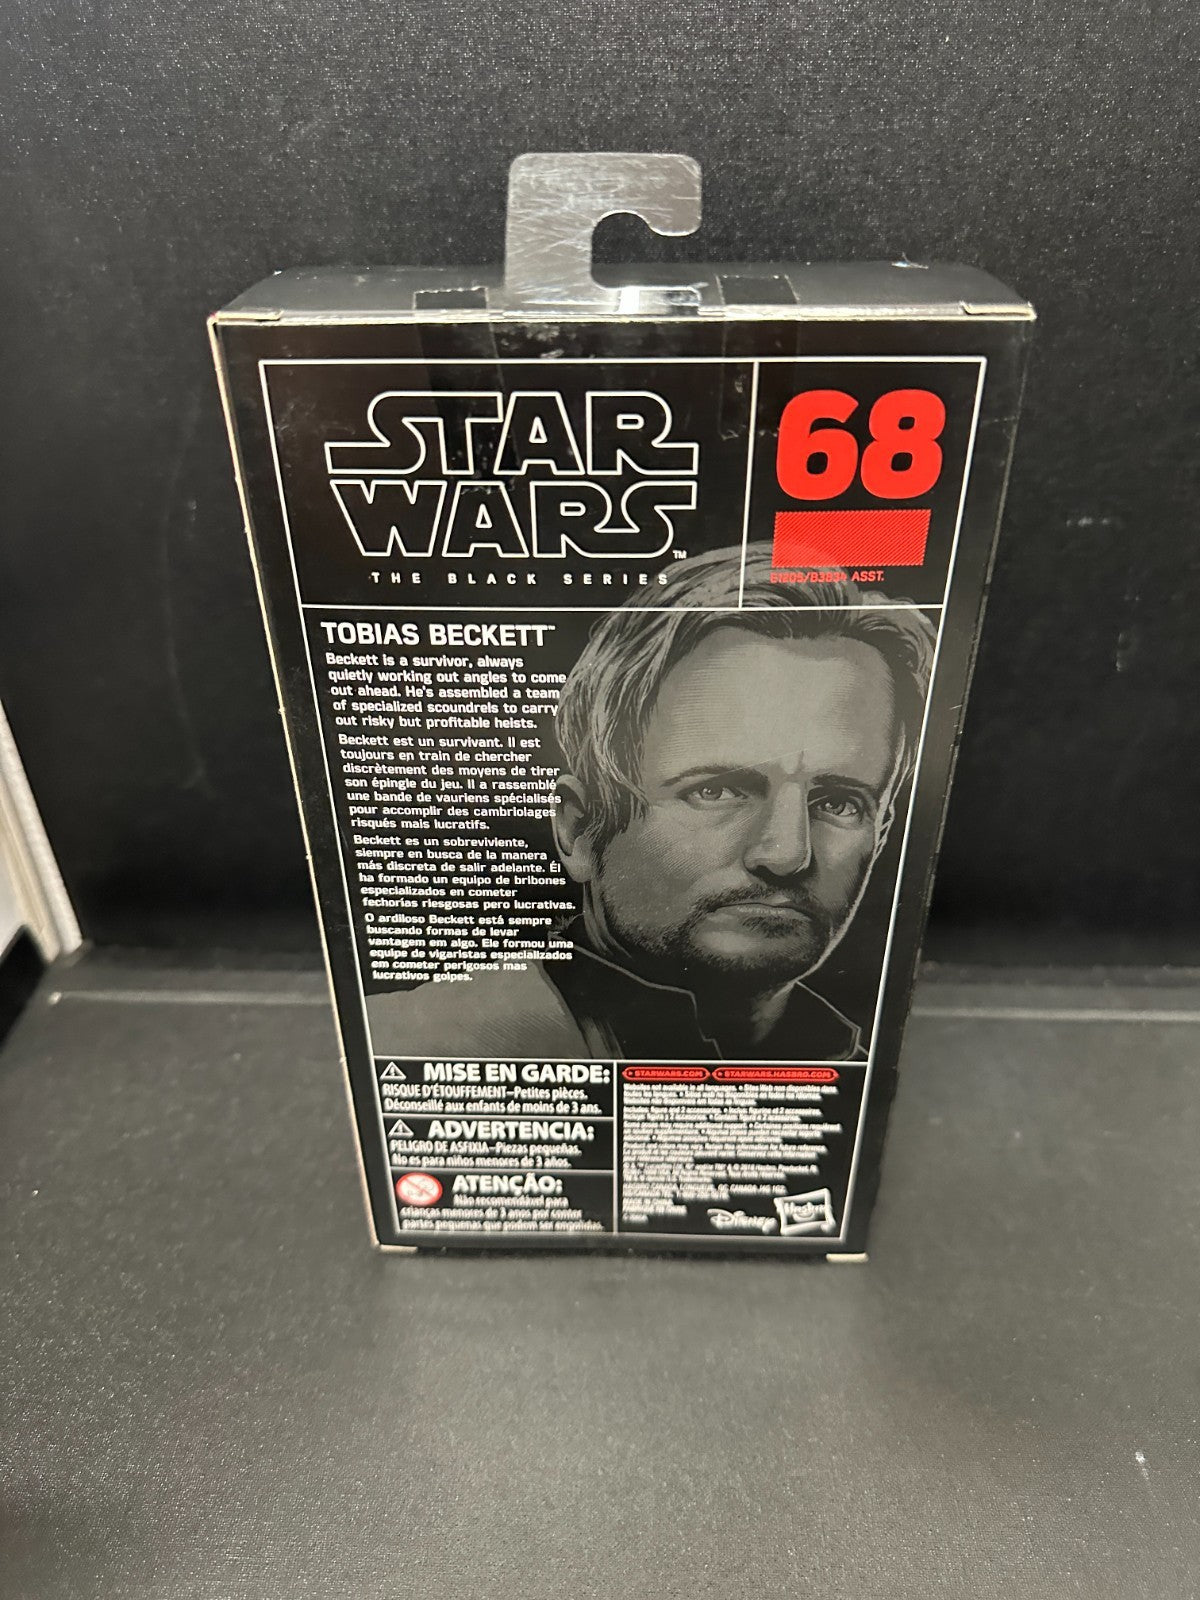 STAR
WARS™
THE BLACK SERIES
68
E1205/B3834 ASST.
TOBIAS BECKETT™
Beckett is a survivor, always
quietly working out angles to come
out ahead. He's assembled a team
of specialized scoundrels to carry
out risky but profitable heists.
Beckett est un survivant. Il est
toujours en train de chercher
discrètement des moyens de tirer
son épingle du jeu. Il a rassemblé
une bande de vauriens spécialisés
pour accomplir des cambriolages
risqués mais lucratifs.
Beckett es un sobreviviente,
siempre en busca de la manera
más discreta de salir adelante. Él
ha formado un equipo de bribones
especializados en cometer
fechorías riesgosas pero lucrativas.
O ardiloso Beckett está sempre
buscando formas de levar
vantagem em algo. Ele formou uma
equipe de vigaristas especializados
em cometer perigosos mas
lucrativos golpes.
MISE EN GARDE:
RISQUE D'ÉTOUFFEMENT–Petites pièces.
Déconseillé aux enfants de moins de 3 ans.
ADVERTENCIA:
PELIGRO DE ASFIXIA–Piezas pequeñas.
No es para niños menores de 3 años.
ATENÇÃO:
Não recomendável para
crianças menores de 3 anos por conter
partes pequenas que podem ser engolidas.
STARWARS.COM STARWARS.HASBRO.COM
Disney Hasbro